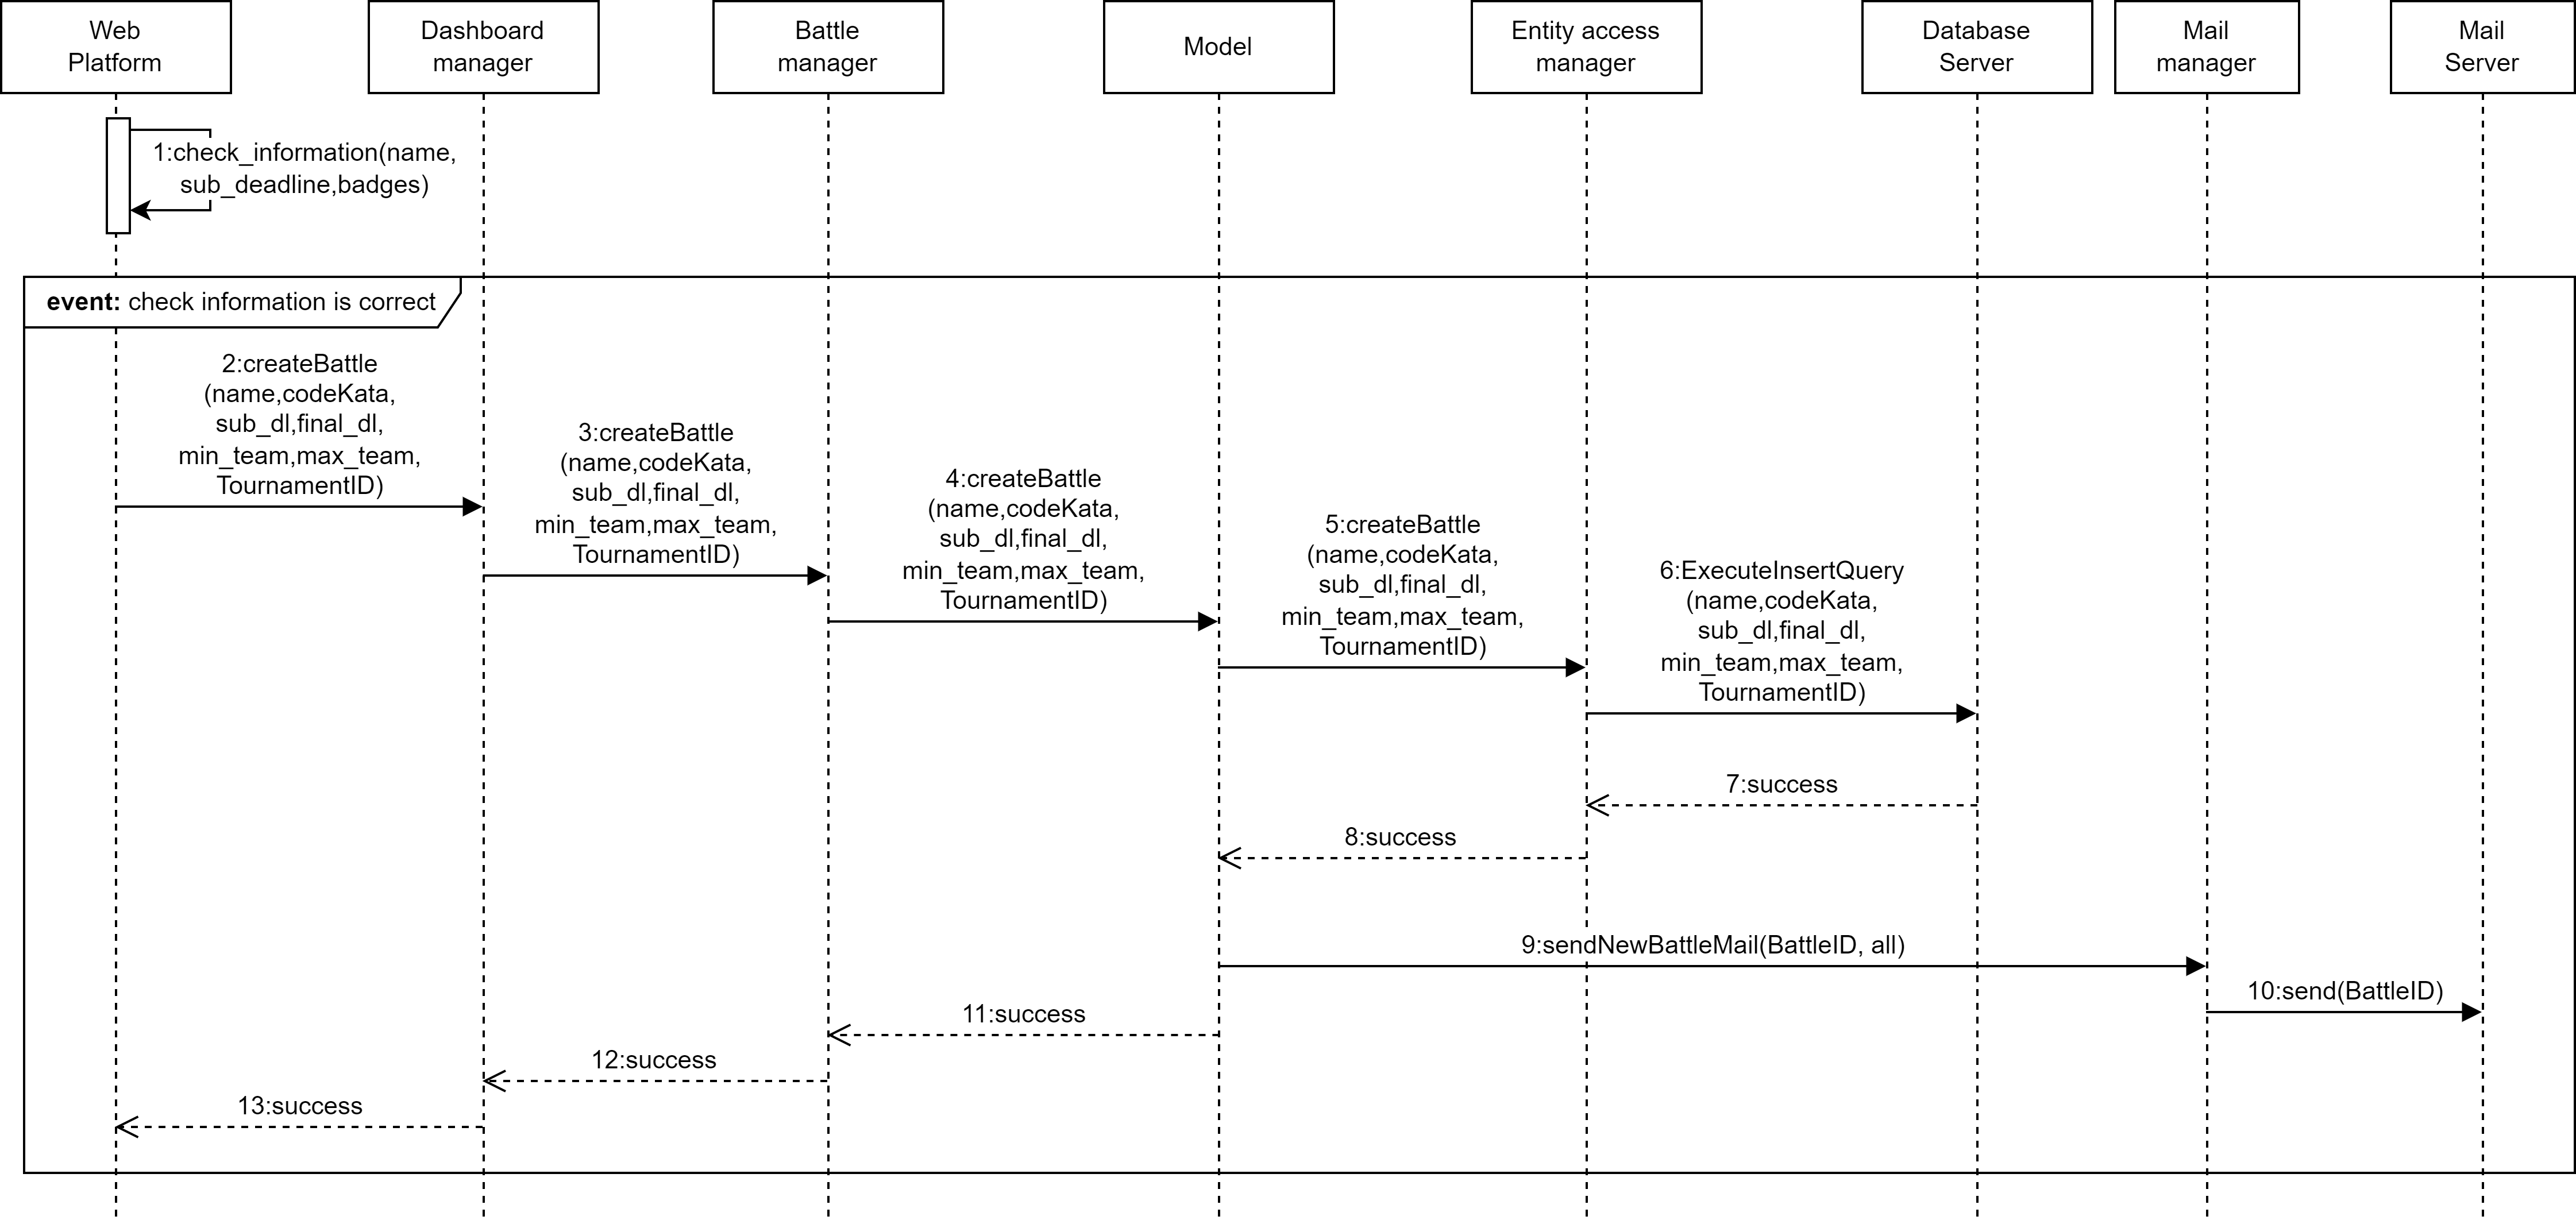 Web
Platform
Dashboard
manager
Battle
manager
Model
Entity access
manager
Database
Server
Mail
manager
Mail
Server
1:check_information(name,
sub_deadline,badges)
event: check information is correct
2:createBattle
(name,codeKata,
sub_dl,final_dl,
min_team,max_team,
TournamentID)
3:createBattle
(name,codeKata,
sub_dl,final_dl,
min_team,max_team,
TournamentID)
4:createBattle
(name,codeKata,
sub_dl,final_dl,
min_team,max_team,
TournamentID)
5:createBattle
(name,codeKata,
sub_dl,final_dl,
min_team,max_team,
TournamentID)
6:ExecuteInsertQuery
(name,codeKata,
sub_dl,final_dl,
min_team,max_team,
TournamentID)
7:success
8:success
9:sendNewBattleMail(BattleID, all)
10:send(BattleID)
11:success
12:success
13:success